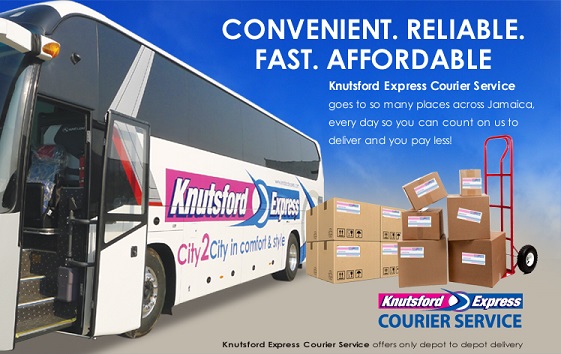 CONVENIENT. RELIABLE.
FAST. AFFORDABLE
Knutsford Express Courier Service
goes to so many places across Jamaica,
every day so you can count on us to
deliver and you pay less!
Knutsford Express
City2City in comfort & style
Knutsford Express
COURIER SERVICE
Knutsford Express Courier Service offers only depot to depot delivery